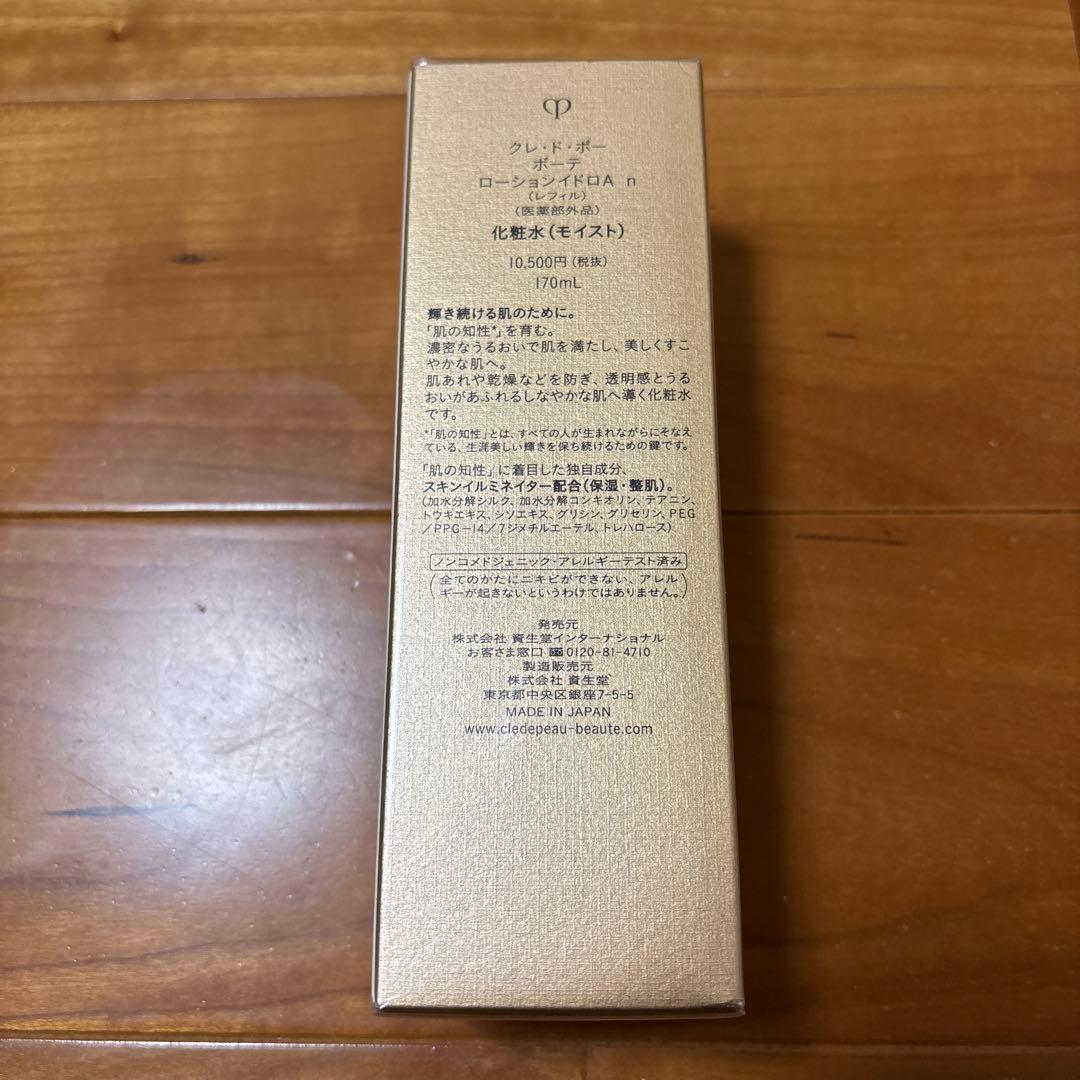 クレ・ド・ポー
ボーテ
ローションイドロA n
(レフィル)
(医薬部外品)
化粧水(モイスト)
10,500円(税抜)
170mL
輝き続ける肌のために。
「肌の知性*」を育む。
濃密なうるおいで肌を満たし、美しくすこ
やかな肌へ。
肌あれや乾燥などを防ぎ、透明感とうる
おいがあふれるしなやかな肌へ導く化粧水
です。
*「肌の知性」とは、すべての人が生まれながらにそなえ
ている、生涯美しい輝きを保ち続けるための鍵です。
「肌の知性」に着目した独自成分、
スキンイルミネイター配合(保湿・整肌)。
(加水分解シルク、加水分解コンキオリン、テアニン、
トウキエキス、シソエキス、グリシン、グリセリン、PEG
/PPG-14/7ジメチルエーテル、トレハロース)
ノンコメドジェニック・アレルギーテスト済み
(全てのかたにニキビができない、アレル
ギーが起きないというわけではありません。)
発売元
株式会社 資生堂インターナショナル
お客さま窓口 0120-81-4710
製造販売元
株式会社 資生堂
東京都中央区銀座7-5-5
MADE IN JAPAN
www.cledepeau-beaute.com